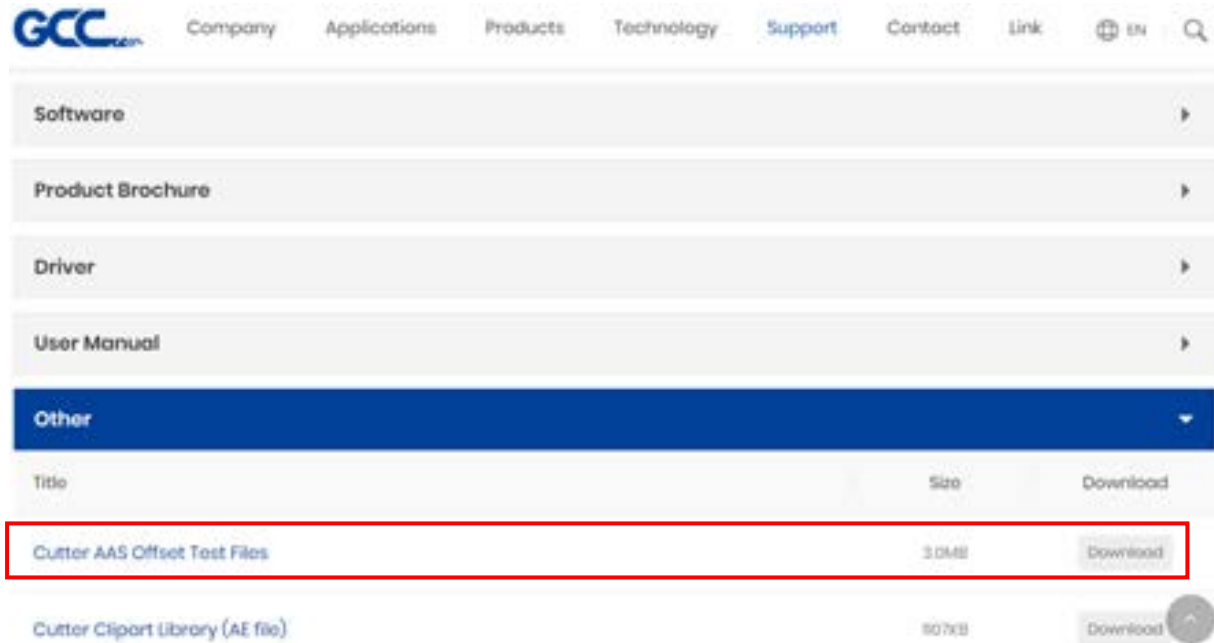 GCC Company Applications Products Technology Support Contact Link EN
Software
Product Brochure
Driver
User Manual
Other
Title Size Download
Cutter AAS Offset Test Files 3.0MB Download
Cutter Clipart Library (AE file) Download